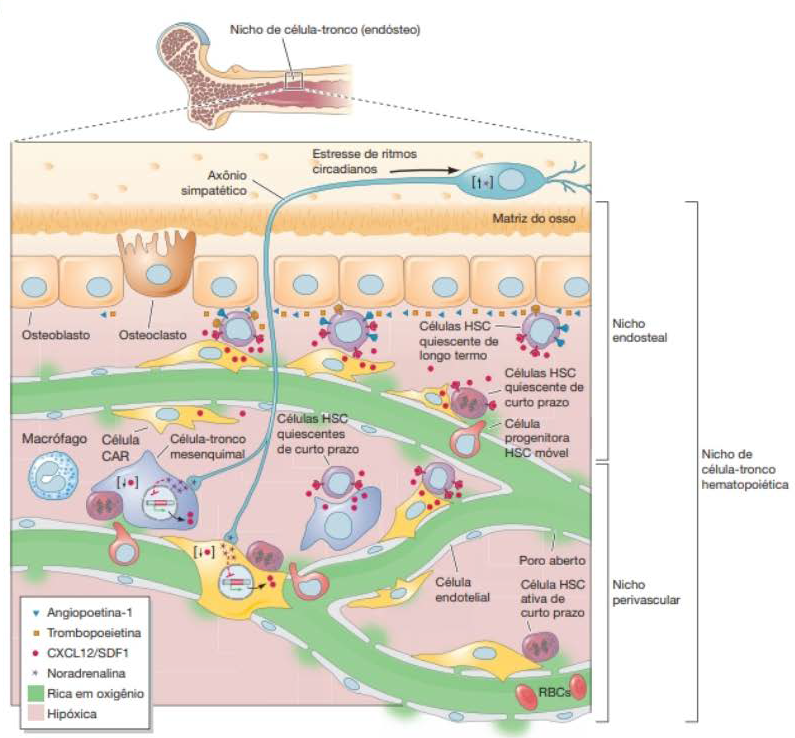 Nicho de célula-tronco (endósteo)
Estresse de ritmos
circadianos
Axônio
simpatético
[↑*]
Matriz do osso
Osteoblasto
Osteoclasto
Células HSC
quiescente de
longo termo
Nicho
endosteal
Células HSC
quiescente de
curto prazo
Célula
progenitora
HSC móvel
Macrófago
Célula
CAR
Célula-tronco
mesenquimal
Células HSC
quiescentes
de curto prazo
Nicho de
célula-tronco
hematopoiética
[↓●]
[↓●]
Célula
endotelial
Poro aberto
Célula HSC
ativa de
curto prazo
Nicho
perivascular
RBCs
Angiopoetina-1
Trombopoeietina
CXCL12/SDF1
Noradrenalina
Rica em oxigênio
Hipóxica